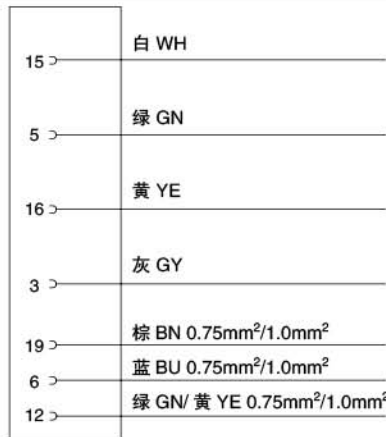 15 白 WH
5 绿 GN
16 黄 YE
3 灰 GY
19 棕 BN 0.75mm²/1.0mm²
6 蓝 BU 0.75mm²/1.0mm²
12 绿 GN/ 黄 YE 0.75mm²/1.0mm²